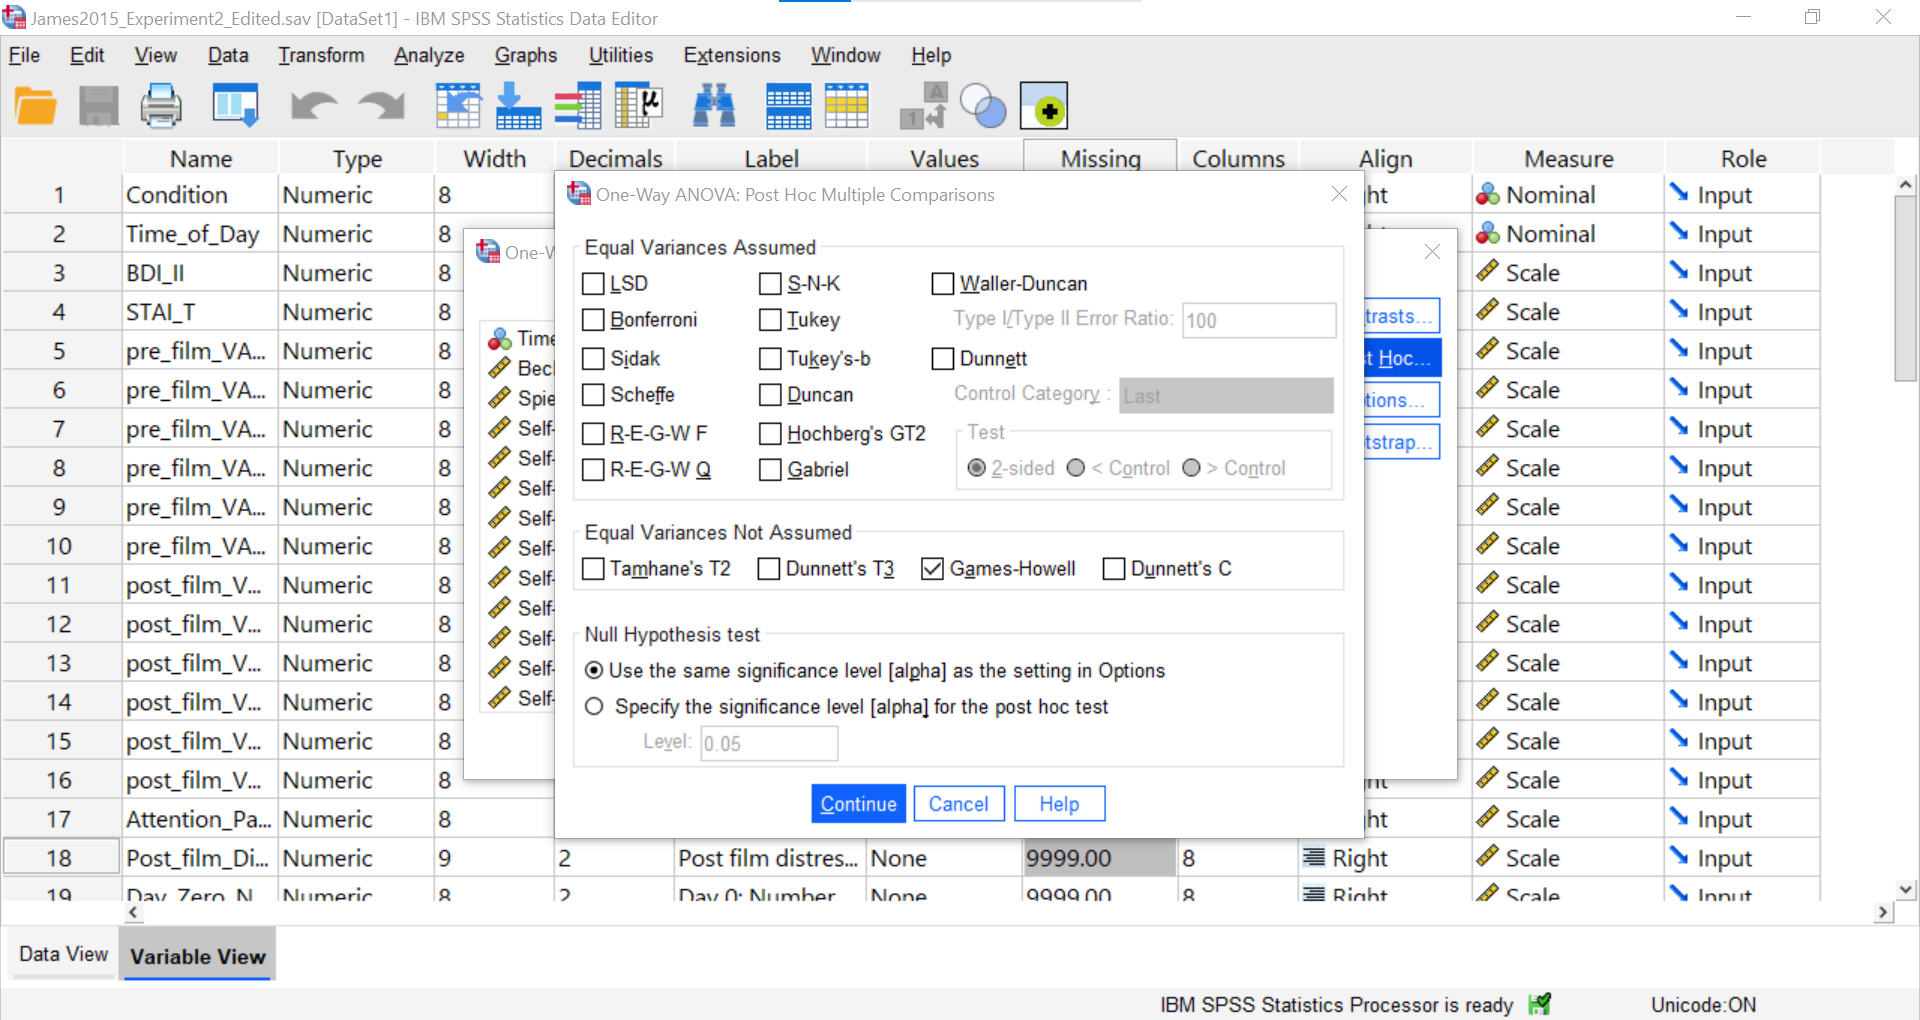 James2015_Experiment2_Edited.sav [DataSet1] - IBM SPSS Statistics Data Editor
File Edit View Data Transform Analyze Graphs Utilities Extensions Window Help
Name Type Width Decimals Label Values Missing Columns Align Measure Role
1 Condition Numeric 8 Nominal Input
2 Time_of_Day Numeric 8 Nominal Input
3 BDI_II Numeric 8 Scale Input
4 STAI_T Numeric 8 Scale Input
5 pre_film_VA... Numeric 8 Scale Input
6 pre_film_VA... Numeric 8 Scale Input
7 pre_film_VA... Numeric 8 Scale Input
8 pre_film_VA... Numeric 8 Scale Input
9 pre_film_VA... Numeric 8 Scale Input
10 pre_film_VA... Numeric 8 Scale Input
11 post_film_V... Numeric 8 Scale Input
12 post_film_V... Numeric 8 Scale Input
13 post_film_V... Numeric 8 Scale Input
14 post_film_V... Numeric 8 Scale Input
15 post_film_V... Numeric 8 Scale Input
16 post_film_V... Numeric 8 Scale Input
17 Attention_Pa... Numeric 8 Scale Input
18 Post_film_Di... Numeric 9 2 Post film distres... None 9999.00 8 Right Scale Input
19 Day_Zero_N Numeric 8 2 Day 0: Number None 9999.00 8 Right Scale Input
One-W
Time
Bec
Spie
Self-
Self-
Self-
Self-
Self-
Self-
Self-
Self-
Self-
Self-
trasts...
t Hoc...
tions...
tstrap...
One-Way ANOVA: Post Hoc Multiple Comparisons
Equal Variances Assumed
LSD S-N-K Waller-Duncan
Bonferroni Tukey Type I/Type II Error Ratio: 100
Sidak Tukey's-b Dunnett
Scheffe Duncan Control Category : Last
R-E-G-W F Hochberg's GT2 Test
R-E-G-W Q Gabriel 2-sided < Control > Control
Equal Variances Not Assumed
Tamhane's T2 Dunnett's T3 Games-Howell Dunnett's C
Null Hypothesis test
Use the same significance level [alpha] as the setting in Options
Specify the significance level [alpha] for the post hoc test
Level: 0.05
Continue Cancel Help
Data View Variable View
IBM SPSS Statistics Processor is ready Unicode:ON